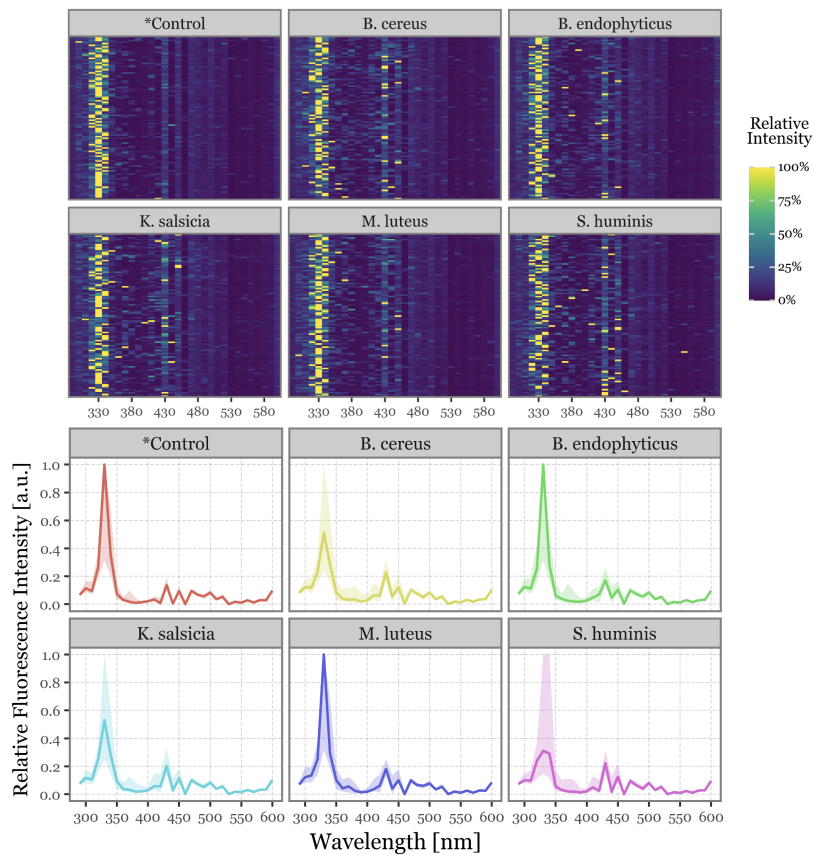 *Control B. cereus B. endophyticus
Relative
Intensity
100%
75%
50%
25%
0%
K. salsicia M. luteus S. huminis
330 380 430 480 530 580 330 380 430 480 530 580 330 380 430 480 530 580
Relative Fluorescence Intensity [a.u.]
*Control B. cereus B. endophyticus
1.0
0.8
0.6
0.4
0.2
0.0
K. salsicia M. luteus S. huminis
1.0
0.8
0.6
0.4
0.2
0.0
300 350 400 450 500 550 600 300 350 400 450 500 550 600 300 350 400 450 500 550 600
Wavelength [nm]